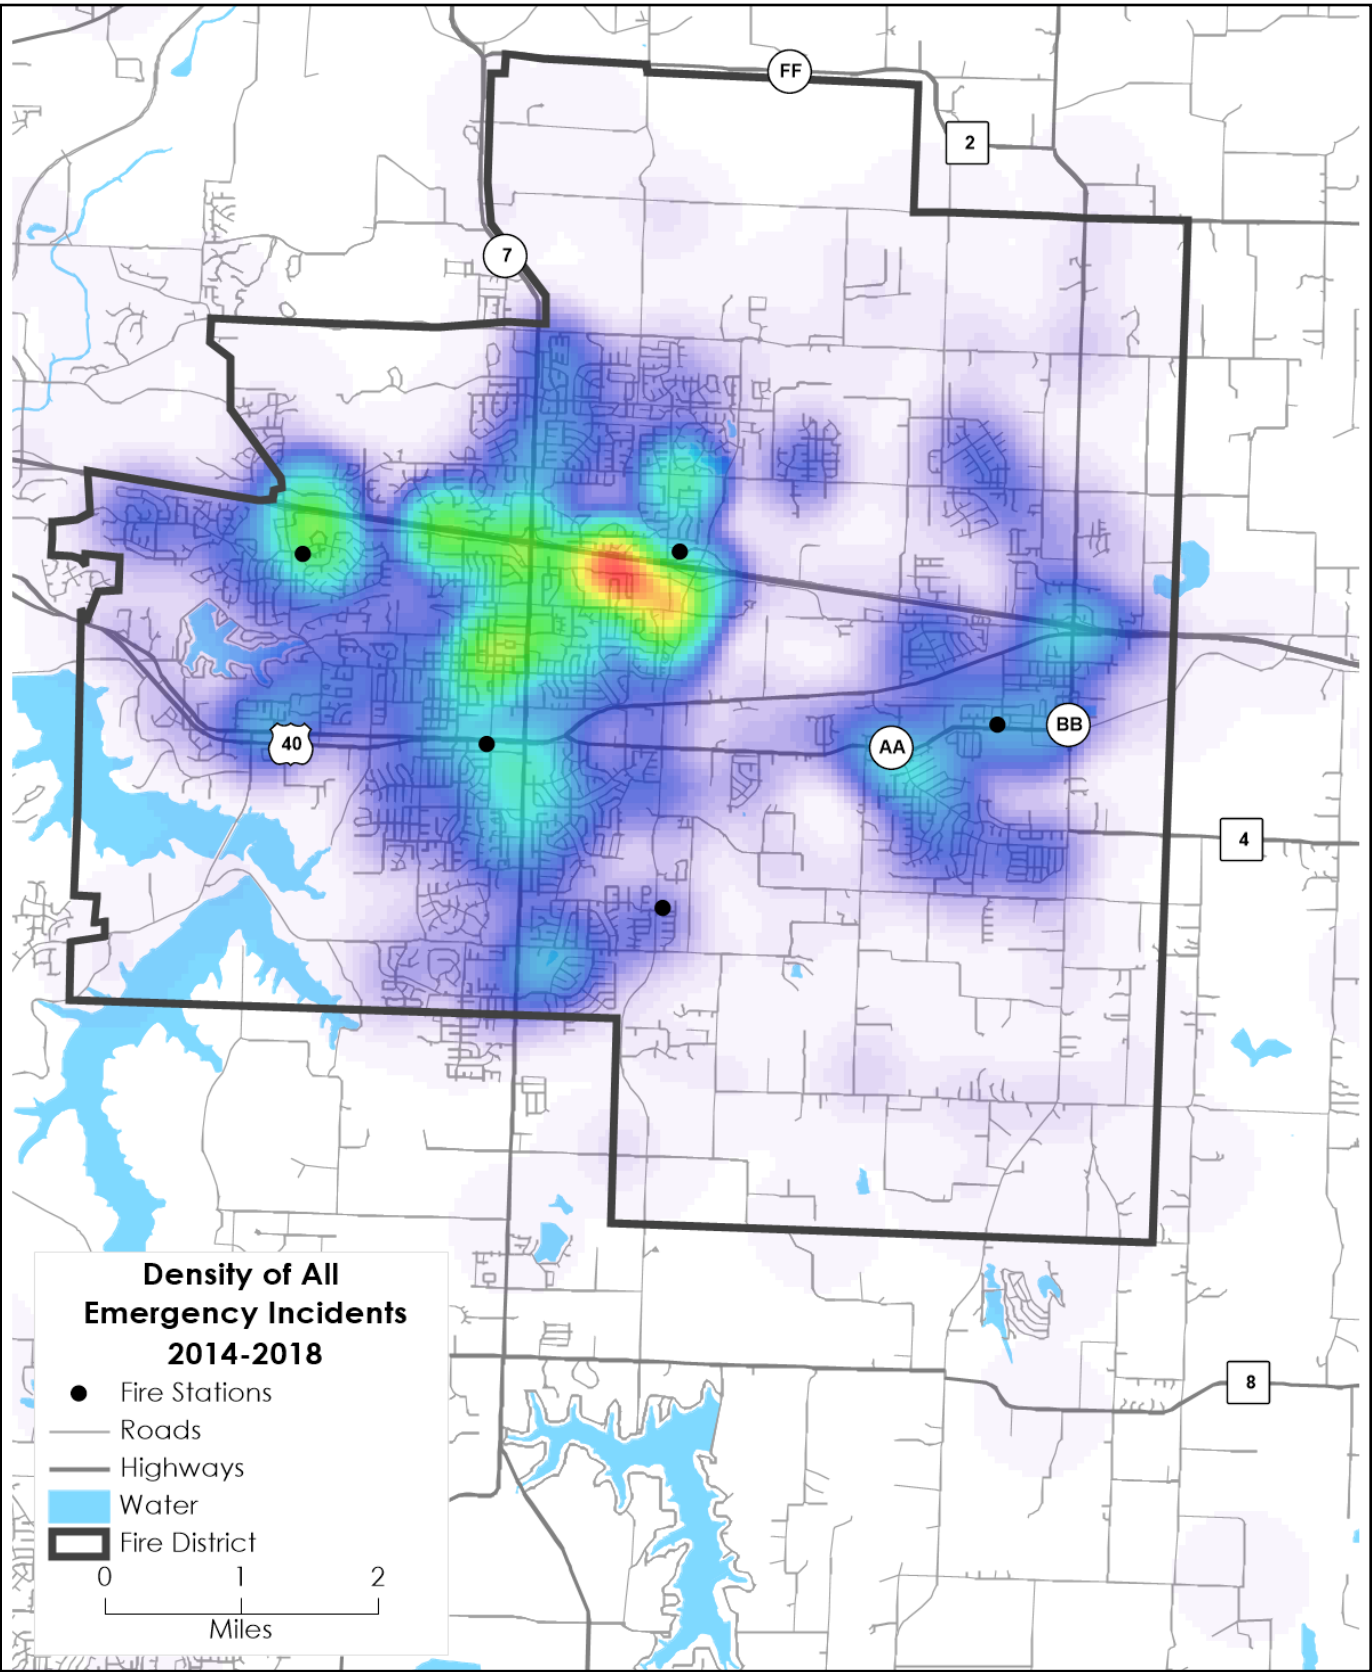 FF
2
7
40
AA
BB
4
8
Density of All
Emergency Incidents
2014-2018
Fire Stations
Roads
Highways
Water
Fire District
0 1 2
Miles